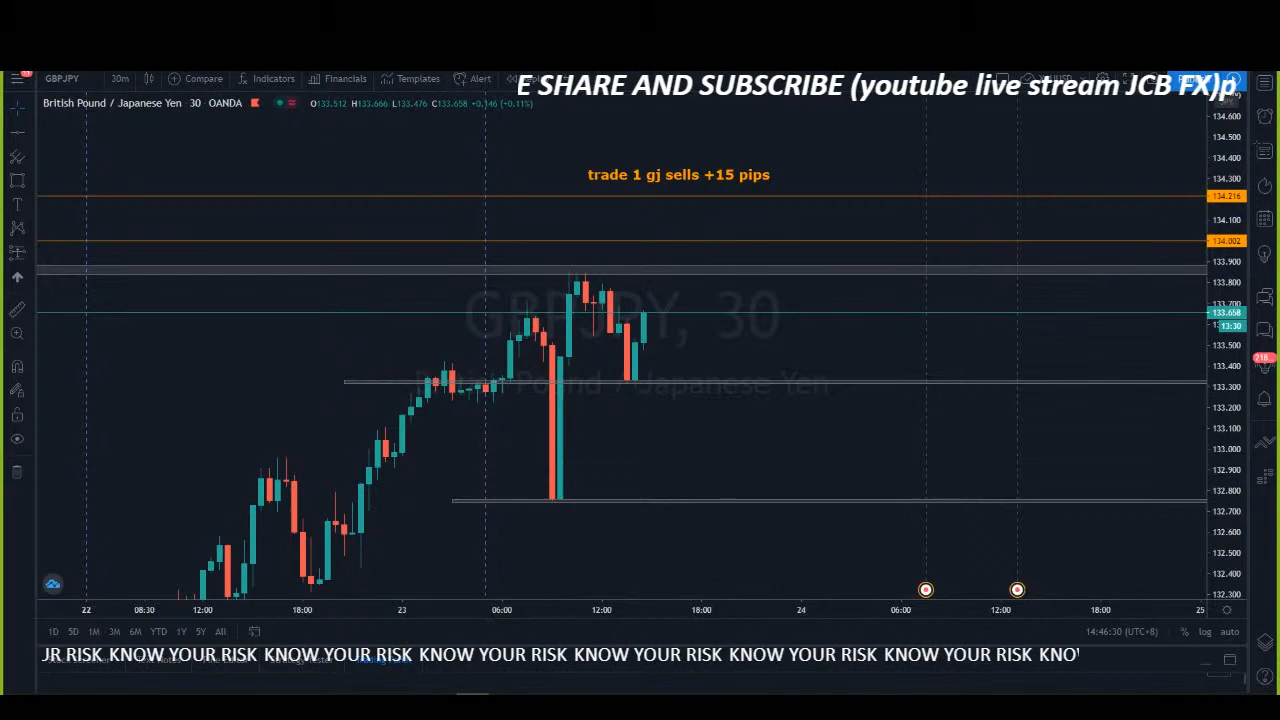 GBPJPY 30m Compare Indicators Financials Templates Alert
E SHARE AND SUBSCRIBE (youtube live stream JCB FX)p
British Pound / Japanese Yen 30 OANDA O133.512 H133.666 L133.476 C133.658 +0.146 (+0.11%)
134.600
134.500
134.400
trade 1 gj sells +15 pips
134.300
134.216
134.100
134.002
133.900
133.800
133.700
GBPJPY, 30
133.658
13:30
133.500
133.400
British Pound / Japanese Yen
133.300
133.200
133.100
133.000
132.900
132.800
132.700
132.600
132.500
132.400
132.300
22 08:30 12:00 18:00 23 06:00 12:00 18:00 24 06:00 12:00 18:00 25
1D 5D 1M 3M 6M YTD 1Y 5Y All 14:46:30 (UTC+8) % log auto
JR RISK KNOW YOUR RISK KNOW YOUR RISK KNOW YOUR RISK KNOW YOUR RISK KNOW YOUR RISK KNOW YOUR RISK KNO